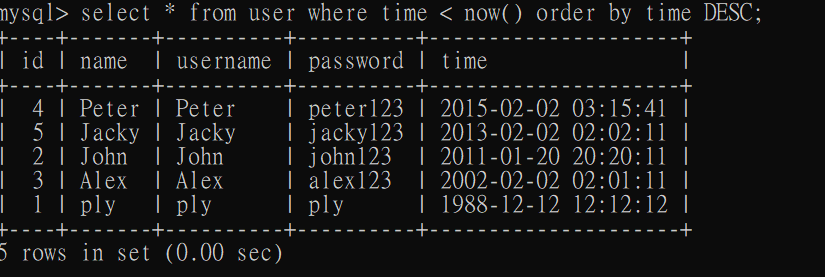 mysql> select * from user where time < now() order by time DESC;
+----+-------+----------+----------+---------------------+
| id | name | username | password | time |
+----+-------+----------+----------+---------------------+
| 4 | Peter | Peter | peter123 | 2015-02-02 03:15:41 |
| 5 | Jacky | Jacky | jacky123 | 2013-02-02 02:02:11 |
| 2 | John | John | john123 | 2011-01-20 20:20:11 |
| 3 | Alex | Alex | alex123 | 2002-02-02 02:01:11 |
| 1 | ply | ply | ply | 1988-12-12 12:12:12 |
+----+-------+----------+----------+---------------------+
5 rows in set (0.00 sec)